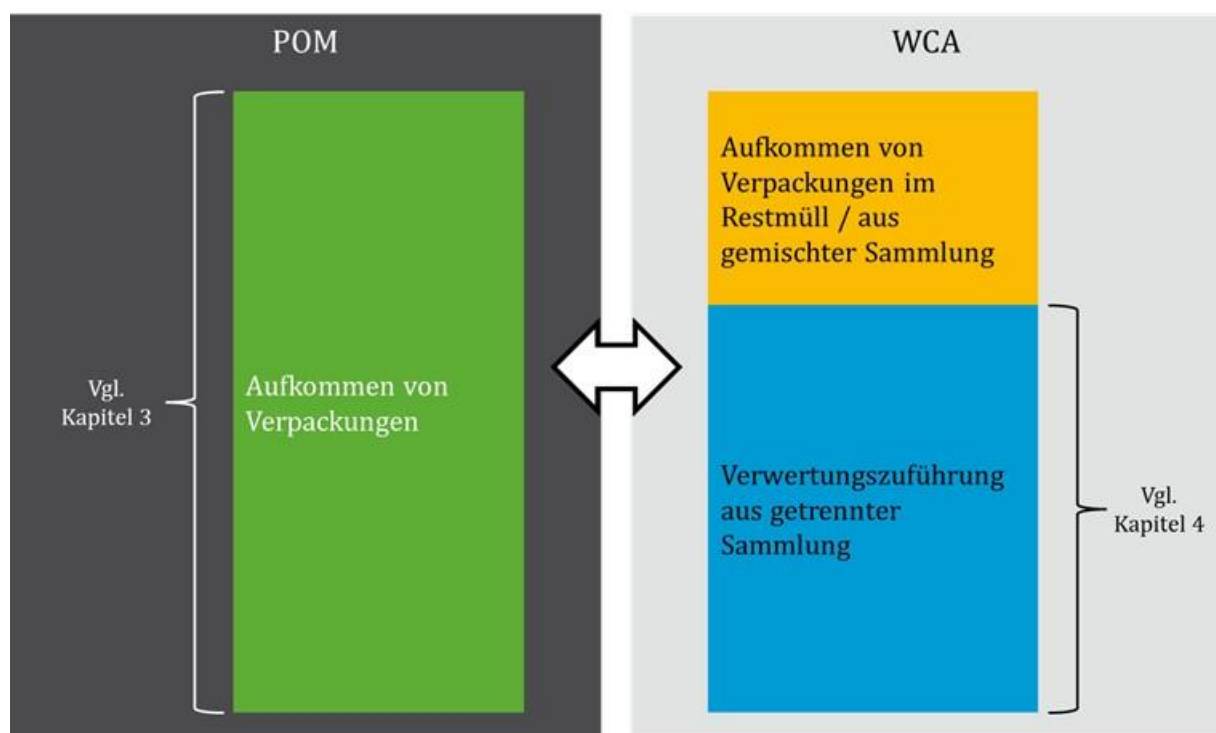 POM
Vgl.
Kapitel 3
Aufkommen von
Verpackungen
WCA
Aufkommen von
Verpackungen im
Restmüll / aus
gemischter Sammlung
Verwertungszuführung
aus getrennter
Sammlung
Vgl.
Kapitel 4